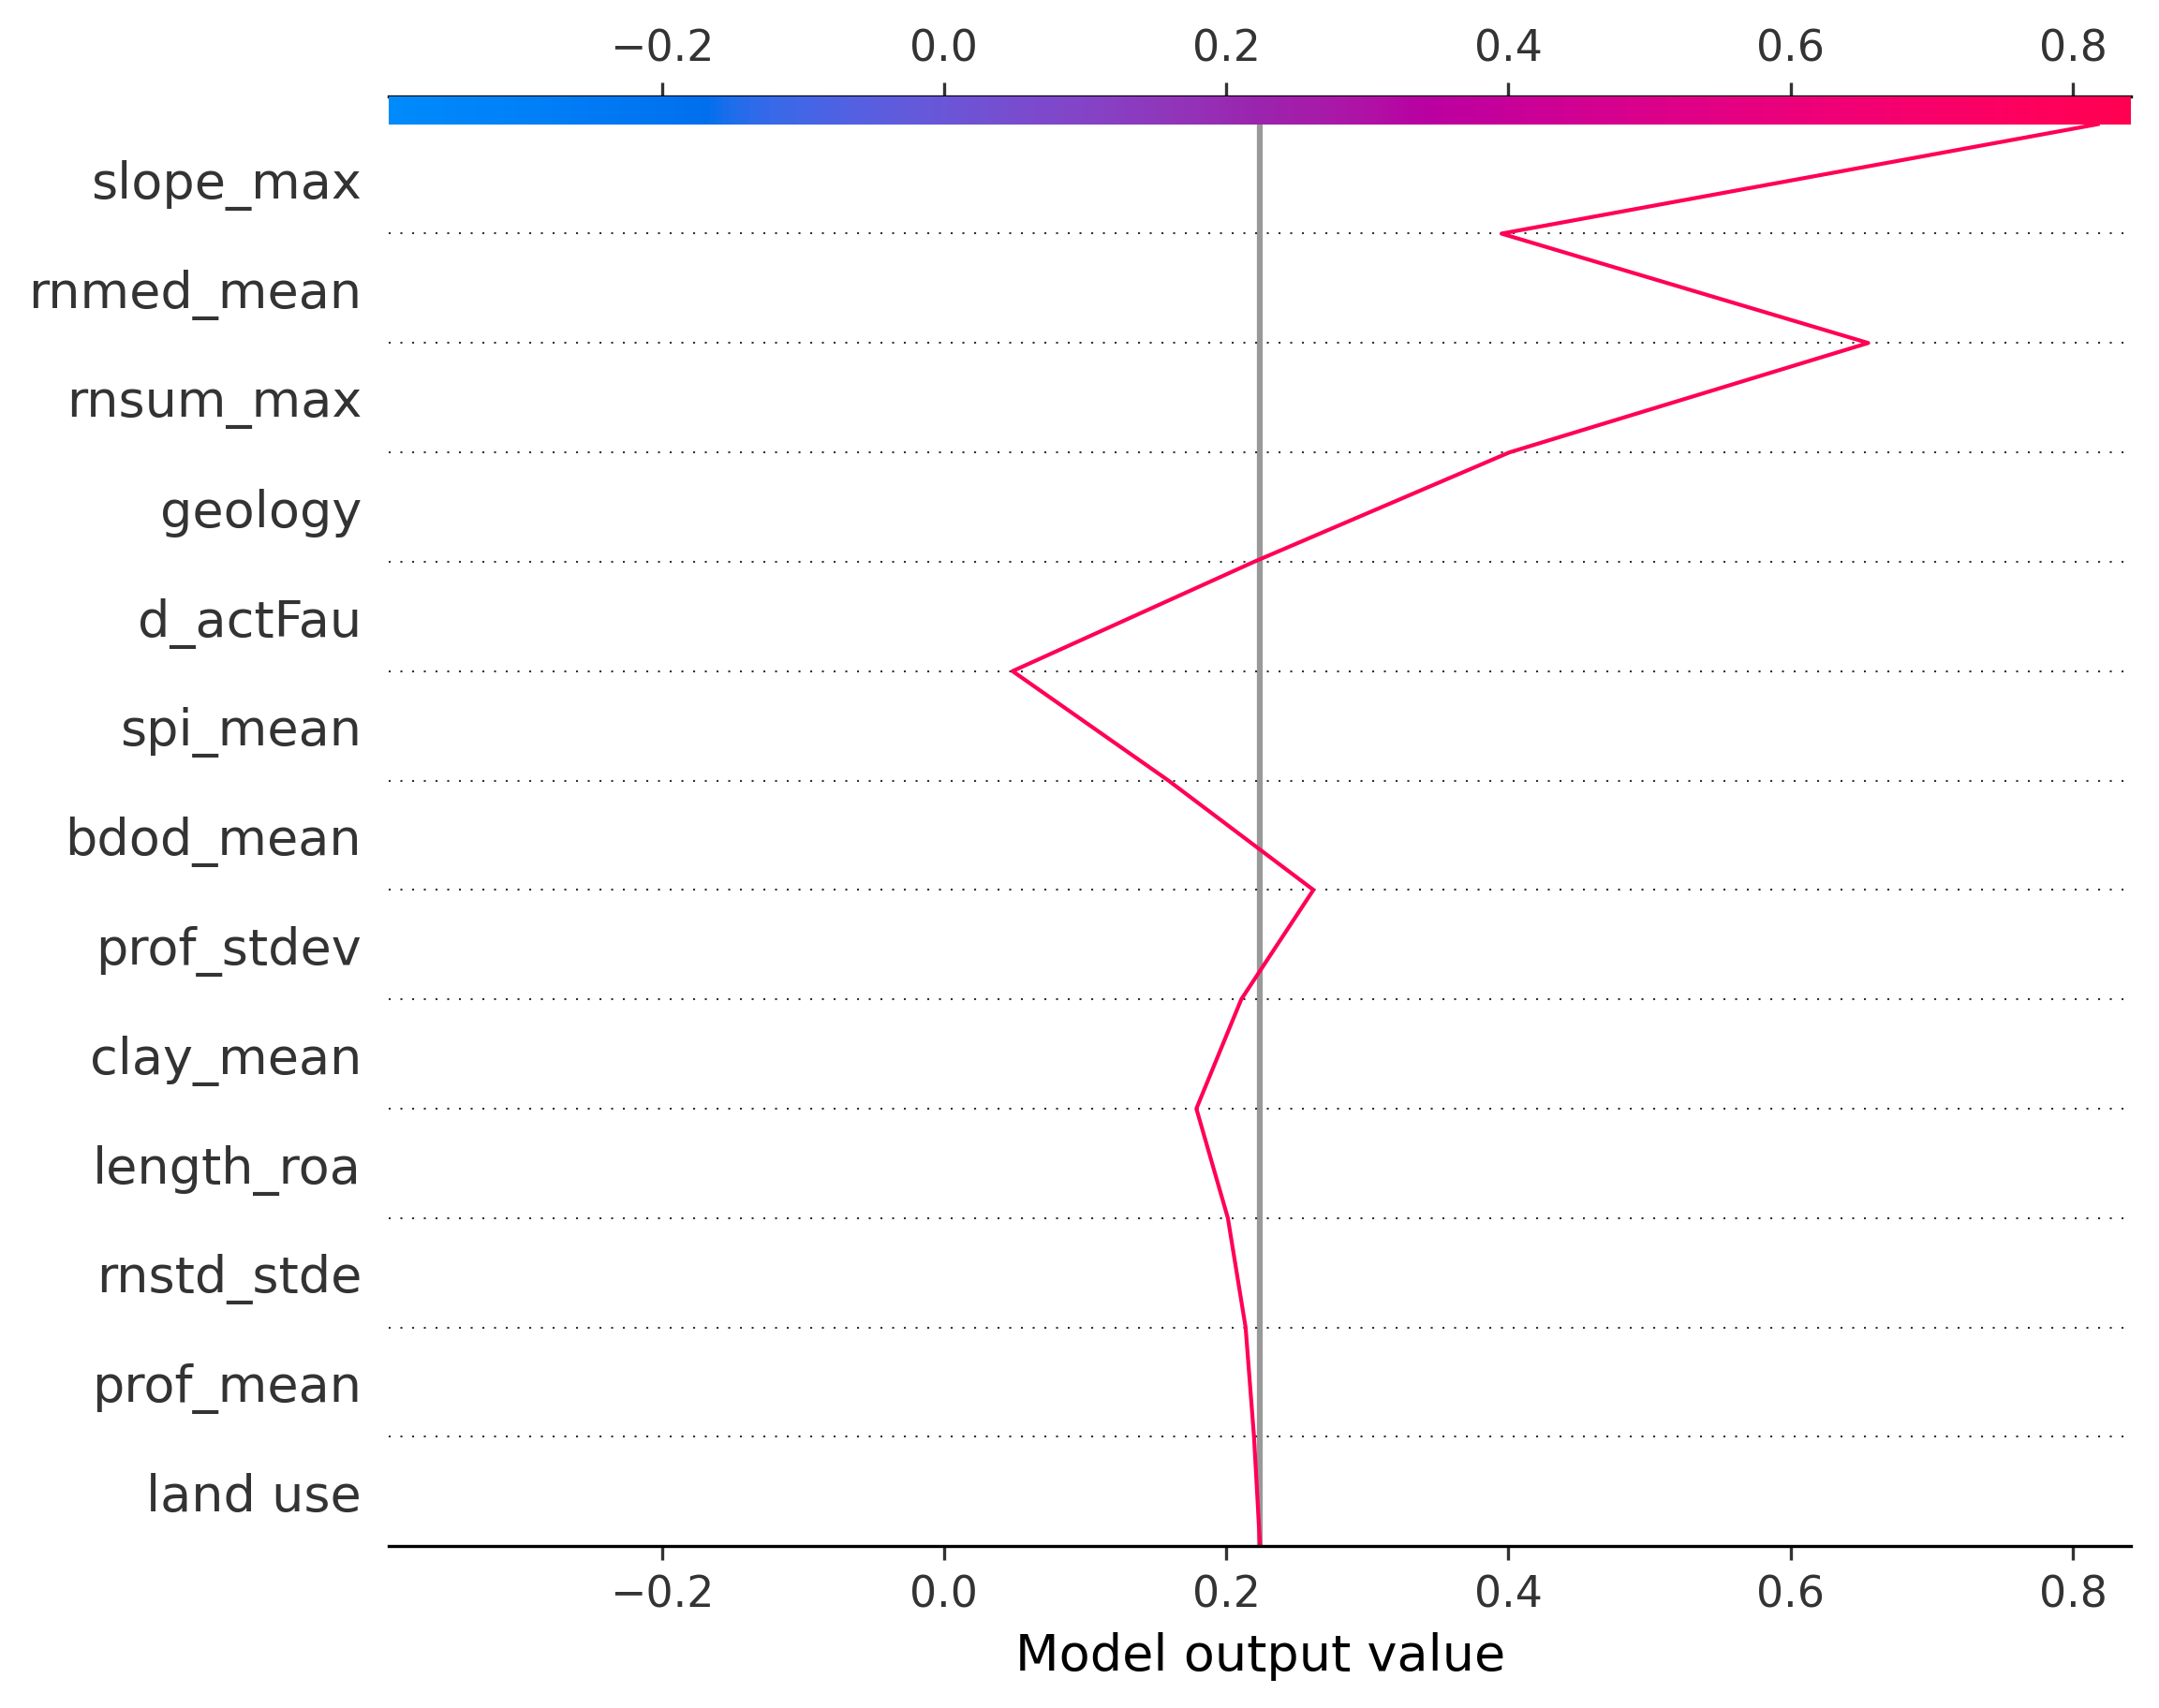 −0.2 0.0 0.2 0.4 0.6 0.8
slope_max
rnmed_mean
rnsum_max
geology
d_actFau
spi_mean
bdod_mean
prof_stdev
clay_mean
length_roa
rnstd_stde
prof_mean
land use
−0.2 0.0 0.2 0.4 0.6 0.8
Model output value